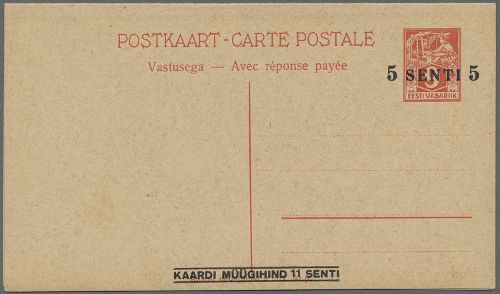 POSTKAART - CARTE POSTALE
Vastusega — Avec réponse payée
5 SENTI 5
EESTI VABARIIK
KAARDI MÜÜGIHIND 11 SENTI